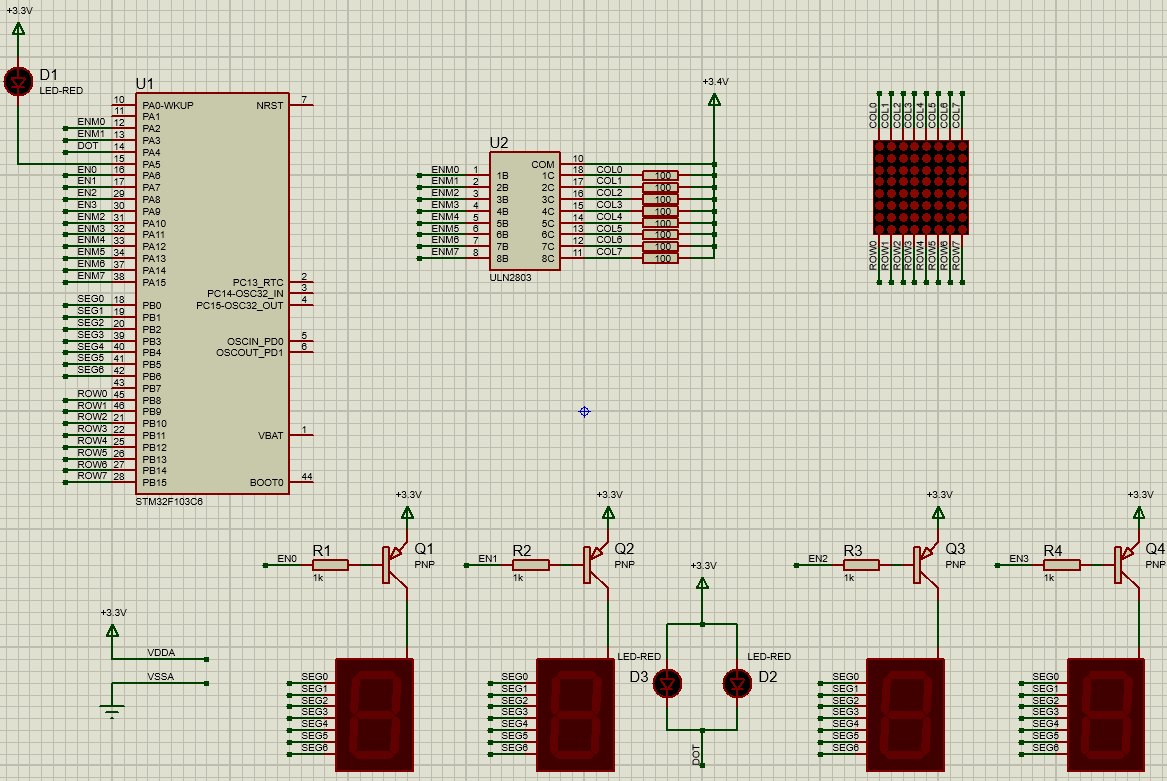 +3.3V
D1
LED-RED
U1
10 PA0-WKUP NRST 7
11 PA1
ENM0 12 PA2
ENM1 13 PA3
DOT 14 PA4
15 PA5
EN0 16 PA6
EN1 17 PA7
EN2 29 PA8
EN3 30 PA9
ENM2 31 PA10
ENM3 32 PA11
ENM4 33 PA12
ENM5 34 PA13
ENM6 37 PA14
ENM7 38 PA15
PC13_RTC 2
PC14-OSC32_IN 3
PC15-OSC32_OUT 4
SEG0 18 PB0
SEG1 19 PB1
SEG2 20 PB2
SEG3 39 PB3
SEG4 40 PB4
SEG5 41 PB5
SEG6 42 PB6
43 PB7
OSCIN_PD0 5
OSCOUT_PD1 6
ROW0 45 PB8
ROW1 46 PB9
ROW2 21 PB10
ROW3 22 PB11
ROW4 25 PB12
ROW5 26 PB13
ROW6 27 PB14
ROW7 28 PB15
VBAT 1
BOOT0 44
STM32F103C6
+3.4V
U2
COM 10
ENM0 1 1B 1C 18 COL0 100
ENM1 2 2B 2C 17 COL1 100
ENM2 3 3B 3C 16 COL2 100
ENM3 4 4B 4C 15 COL3 100
ENM4 5 5B 5C 14 COL4 100
ENM5 6 6B 6C 13 COL5 100
ENM6 7 7B 7C 12 COL6 100
ENM7 8 8B 8C 11 COL7 100
ULN2803
COL0 COL1 COL2 COL3 COL4 COL5 COL6 COL7
ROW0 ROW1 ROW2 ROW3 ROW4 ROW5 ROW6 ROW7
+3.3V
EN0
R1
1k
Q1
PNP
+3.3V
EN1
R2
1k
Q2
PNP
+3.3V
EN2
R3
1k
Q3
PNP
+3.3V
EN3
R4
1k
Q4
PNP
+3.3V
VDDA
VSSA
SEG0
SEG1
SEG2
SEG3
SEG4
SEG5
SEG6
SEG0
SEG1
SEG2
SEG3
SEG4
SEG5
SEG6
+3.3V
LED-RED
D3
LED-RED
D2
DOT
SEG0
SEG1
SEG2
SEG3
SEG4
SEG5
SEG6
SEG0
SEG1
SEG2
SEG3
SEG4
SEG5
SEG6